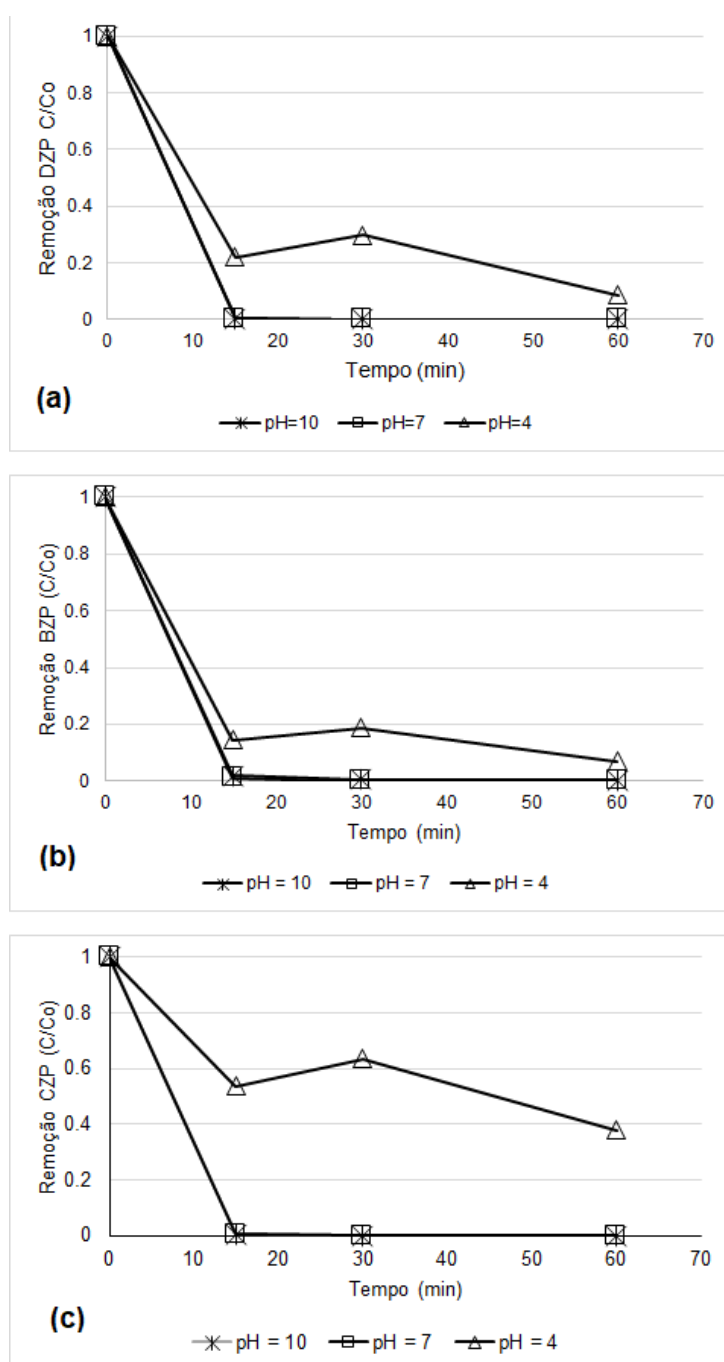 Remoção DZP C/Co
1
0.8
0.6
0.4
0.2
0
0 10 20 30 40 50 60 70
Tempo (min)
(a)
pH=10 pH=7 pH=4
Remoção BZP (C/Co)
1
0.8
0.6
0.4
0.2
0
0 10 20 30 40 50 60 70
Tempo (min)
(b)
pH = 10 pH = 7 pH = 4
Remoção CZP (C/Co)
1
0.8
0.6
0.4
0.2
0
0 10 20 30 40 50 60 70
Tempo (min)
(c)
pH = 10 pH = 7 pH = 4